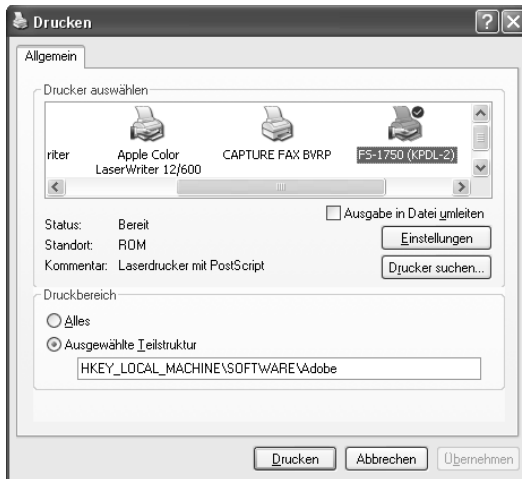 Drucken
Allgemein
Drucker auswählen
riter
Apple Color
LaserWriter 12/600
CAPTURE FAX BVRP
FS-1750 (KPDL-2)
Status: Bereit
Standort: ROM
Kommentar: Laserdrucker mit PostScript
Ausgabe in Datei umleiten
Einstellungen
Drucker suchen...
Druckbereich
Alles
Ausgewählte Teilstruktur
HKEY_LOCAL_MACHINE\SOFTWARE\Adobe
Drucken
Abbrechen
Übernehmen